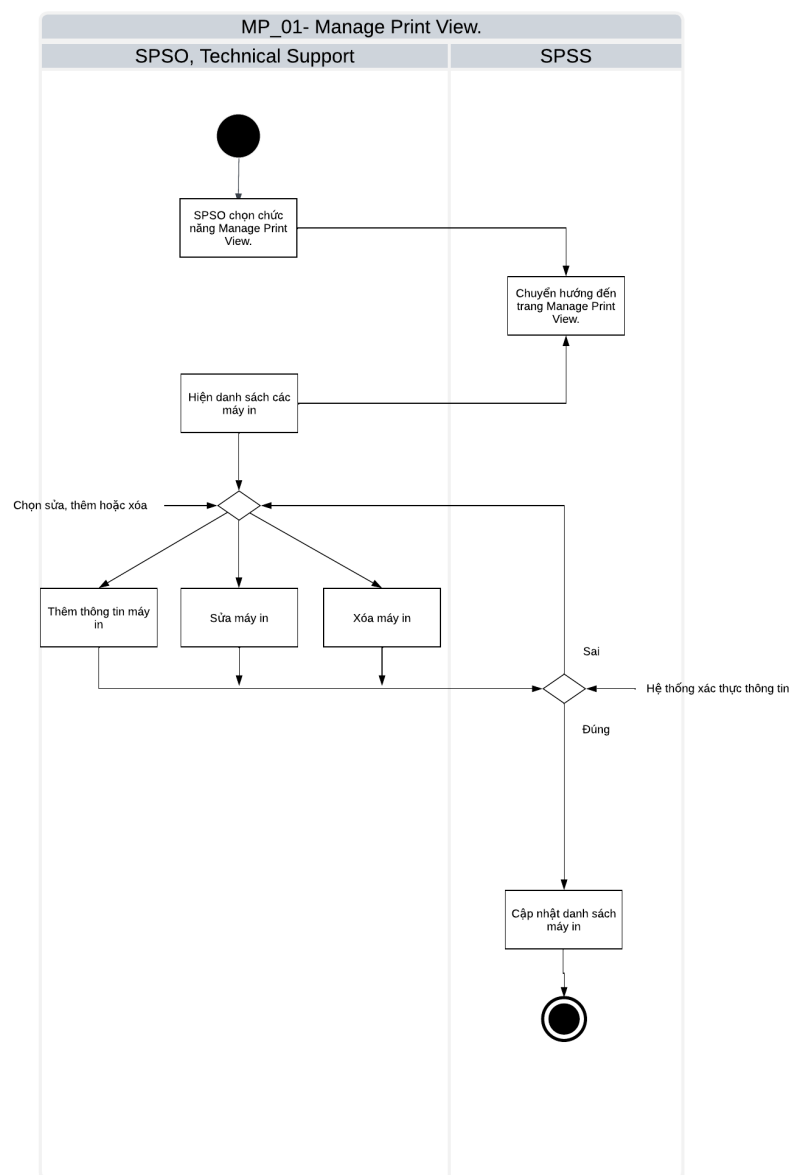 MP_01- Manage Print View.
SPSO, Technical Support
SPSS
SPSO chọn chức
năng Manage Print
View.
Chuyển hướng đến
trang Manage Print
View.
Hiện danh sách các
máy in
Chọn sửa, thêm hoặc xóa
Thêm thông tin máy
in
Sửa máy in
Xóa máy in
Sai
Hệ thống xác thực thông tin
Đúng
Cập nhật danh sách
máy in